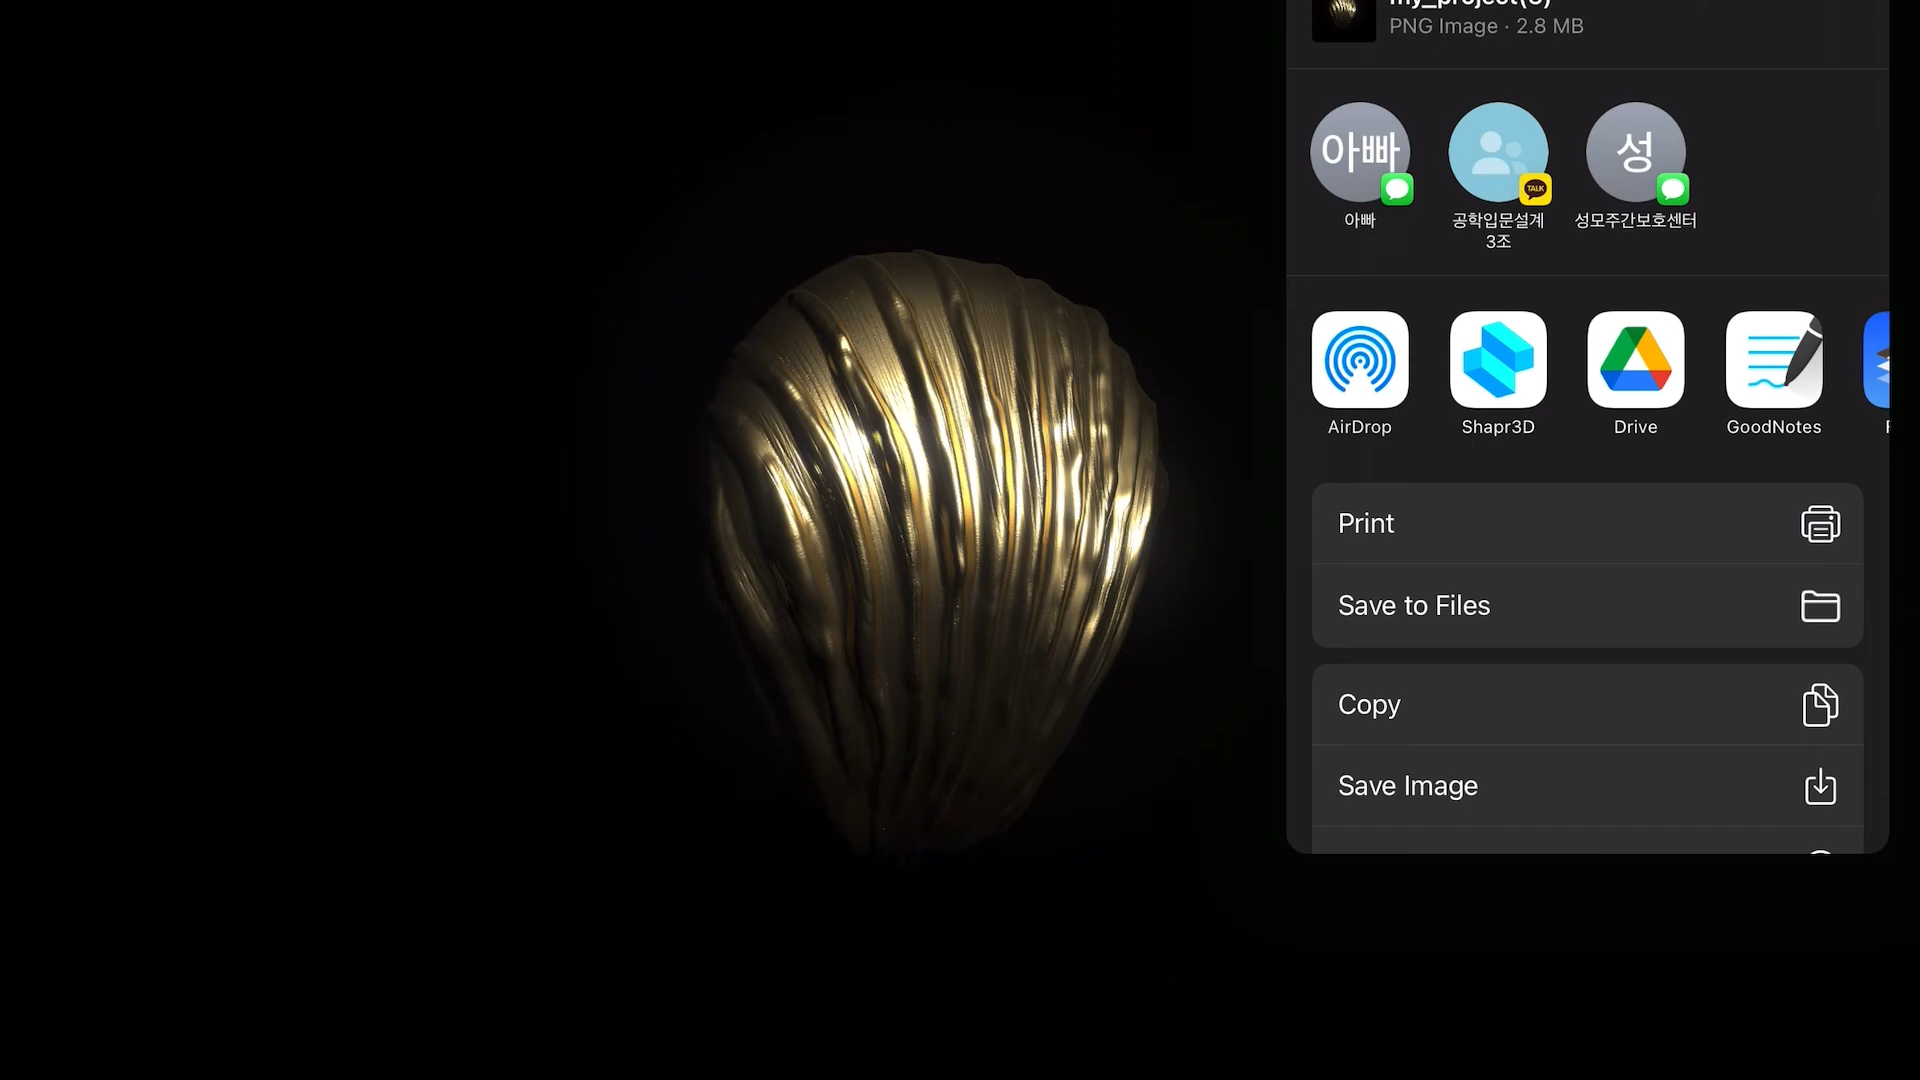 PNG Image · 2.8 MB
아빠
성
TALK
아빠
공학입문설계
3조
성모주간보호센터
AirDrop
Shapr3D
Drive
GoodNotes
Print
Save to Files
Copy
Save Image